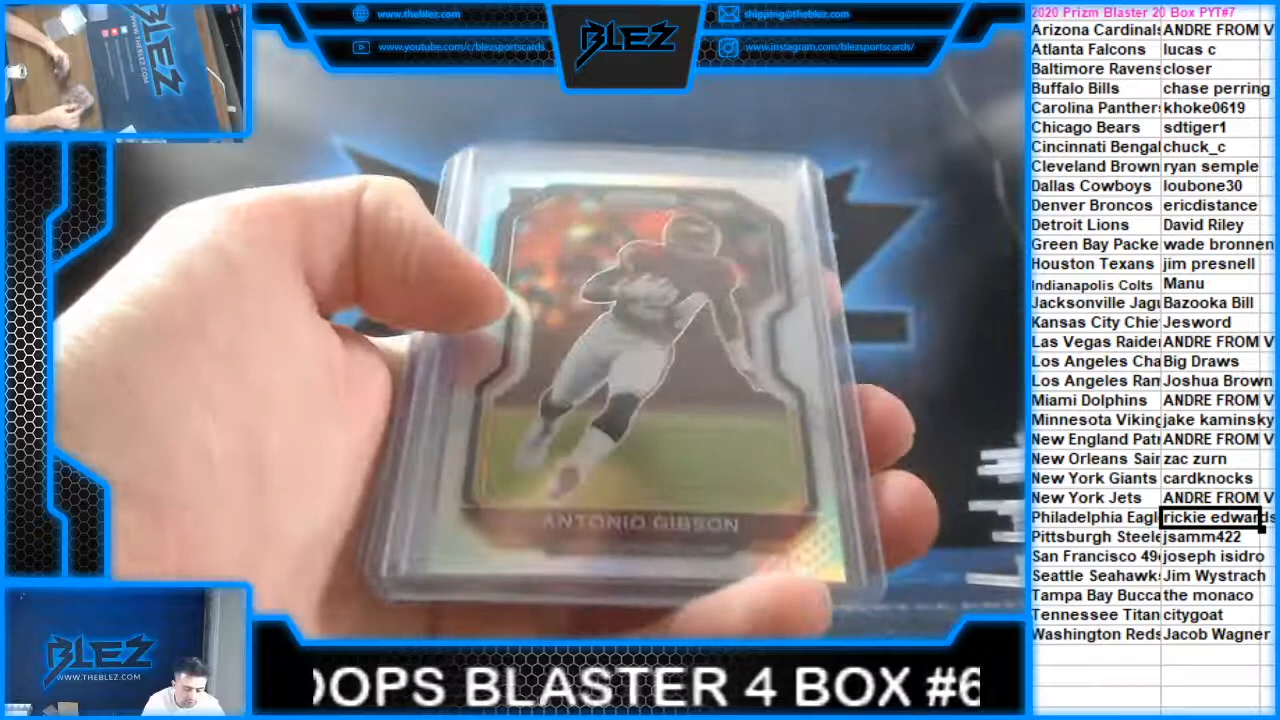 www.theblez.com
www.youtube.com/c/blezsportscards
BLEZ
shipping@theblez.com
www.instagram.com/blezsportscards/
BLEZ
WWW.THEBLEZ.COM
ANTONIO GIBSON
BLEZ
WWW.THEBLEZ.COM
OOPS BLASTER 4 BOX #6
2020 Prizm Blaster 20 Box PYT#7
Arizona Cardinals ANDRE FROM V
Atlanta Falcons lucas c
Baltimore Ravens closer
Buffalo Bills chase perring
Carolina Panthers khoke0619
Chicago Bears sdtiger1
Cincinnati Bengal chuck_c
Cleveland Brown ryan semple
Dallas Cowboys loubone30
Denver Broncos ericdistance
Detroit Lions David Riley
Green Bay Packe wade bronnen
Houston Texans jim presnell
Indianapolis Colts Manu
Jacksonville Jagu Bazooka Bill
Kansas City Chie Jesword
Las Vegas Raide ANDRE FROM V
Los Angeles Cha Big Draws
Los Angeles Ram Joshua Brown
Miami Dolphins ANDRE FROM V
Minnesota Viking jake kaminsky
New England Pat ANDRE FROM V
New Orleans Sain zac zurn
New York Giants cardknocks
New York Jets ANDRE FROM V
Philadelphia Eagl rickie edwards
Pittsburgh Steele jsamm422
San Francisco 49 joseph isidro
Seattle Seahawks Jim Wystrach
Tampa Bay Bucca the monaco
Tennessee Titan citygoat
Washington Reds Jacob Wagner